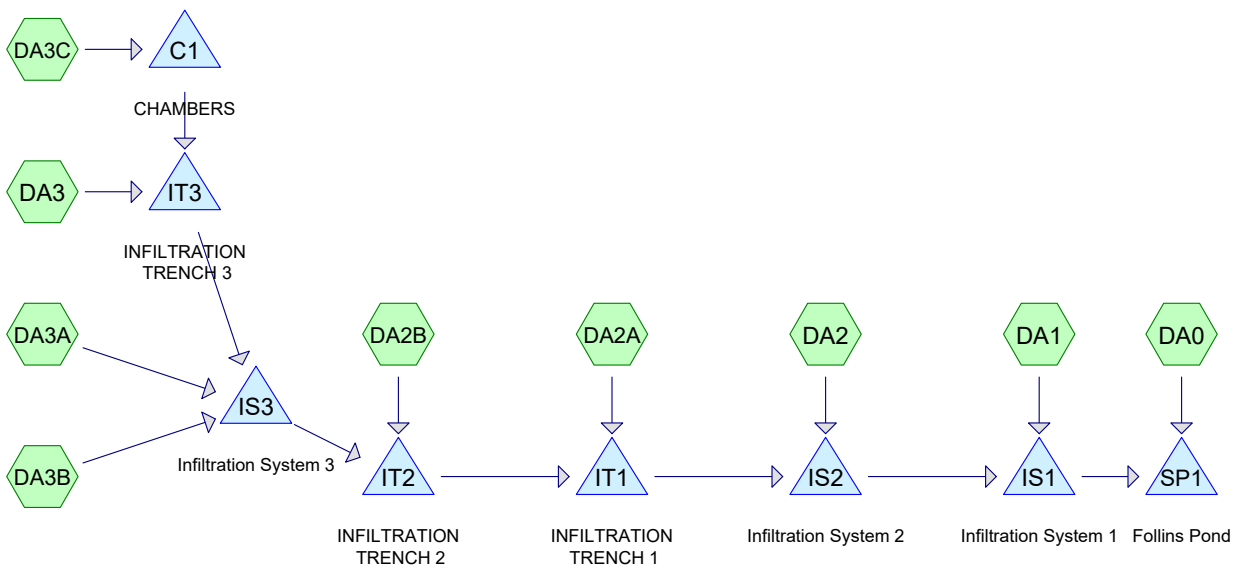 DA3C
C1
CHAMBERS
DA3
IT3
INFILTRATION
TRENCH 3
DA3A
DA2B
DA2A
DA2
DA1
DA0
IS3
Infiltration System 3
DA3B
IT2
IT1
IS2
IS1
SP1
INFILTRATION
TRENCH 2
INFILTRATION
TRENCH 1
Infiltration System 2
Infiltration System 1
Follins Pond